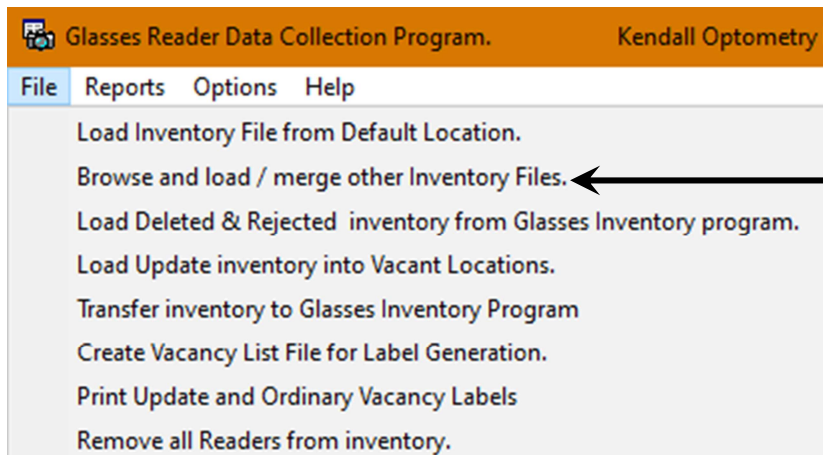 Glasses Reader Data Collection Program. Kendall Optometry
File Reports Options Help
Load Inventory File from Default Location.
Browse and load / merge other Inventory Files.
Load Deleted & Rejected inventory from Glasses Inventory program.
Load Update inventory into Vacant Locations.
Transfer inventory to Glasses Inventory Program
Create Vacancy List File for Label Generation.
Print Update and Ordinary Vacancy Labels
Remove all Readers from inventory.